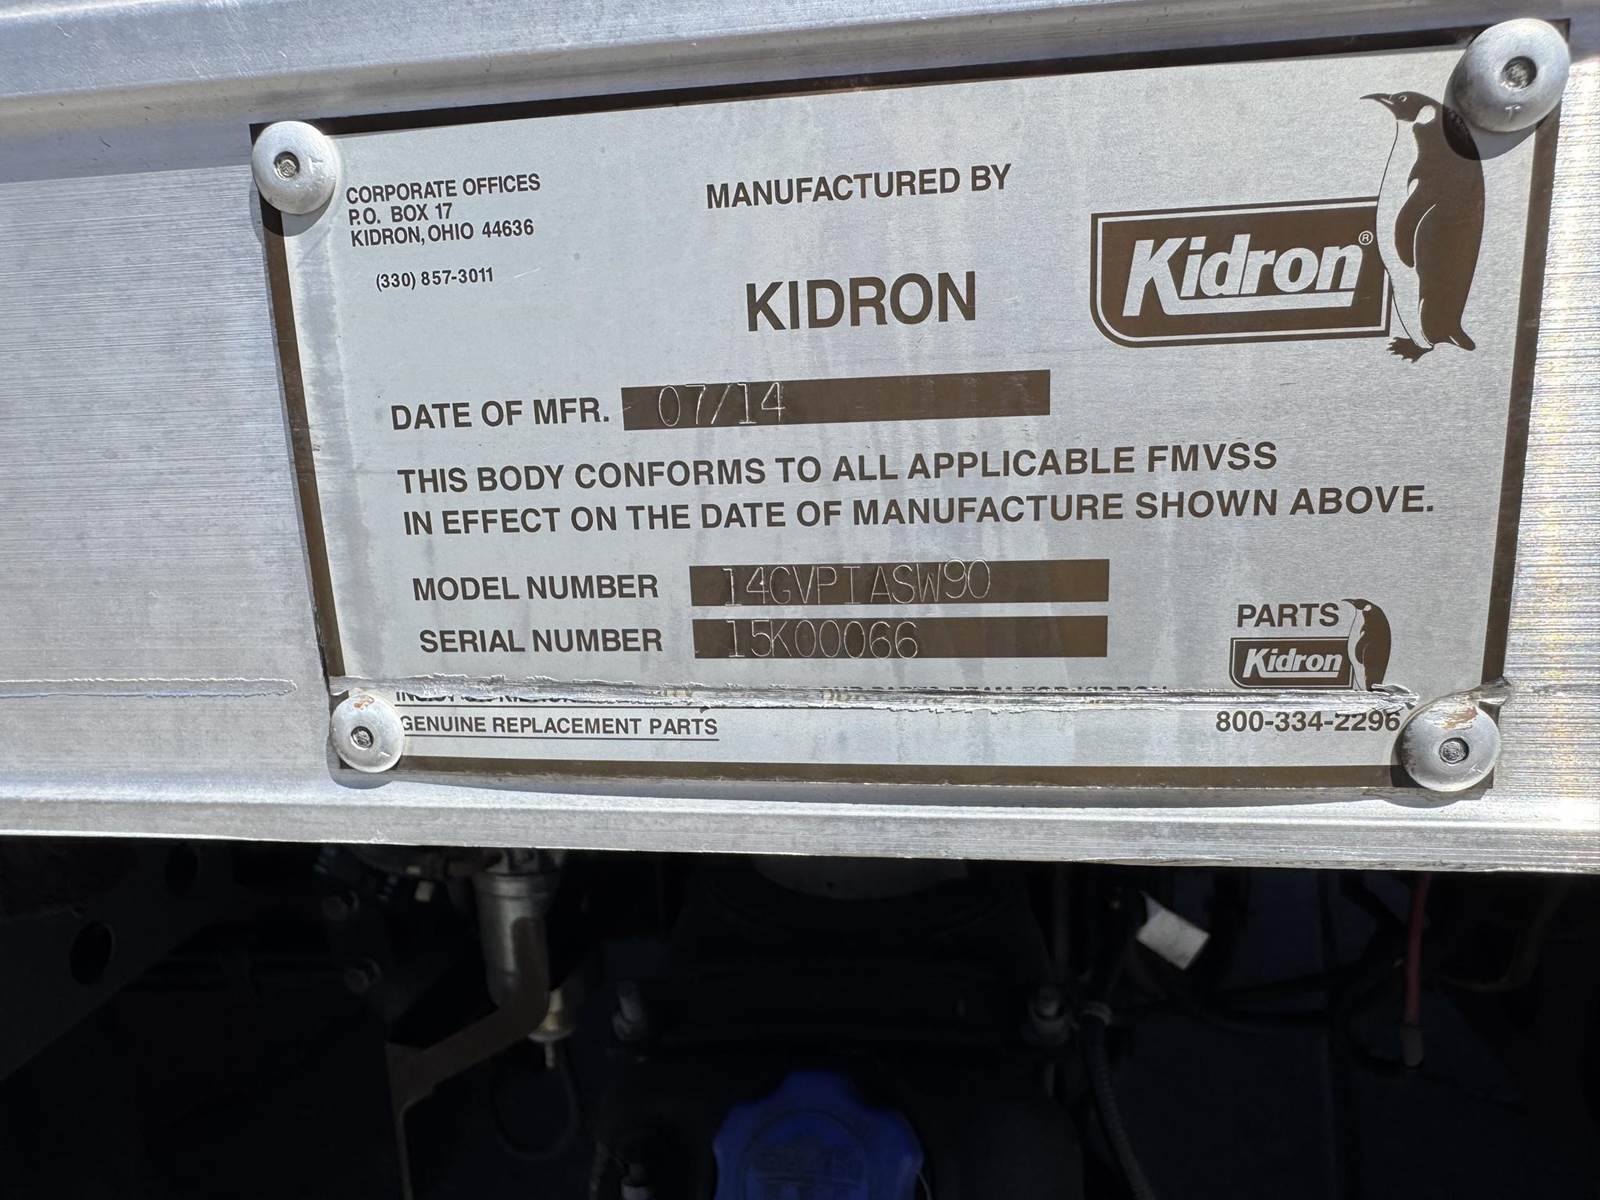 CORPORATE OFFICES
P.O. BOX 17
KIDRON, OHIO 44636
(330) 857-3011
MANUFACTURED BY
KIDRON
Kidron®
DATE OF MFR. 07/14
THIS BODY CONFORMS TO ALL APPLICABLE FMVSS
IN EFFECT ON THE DATE OF MANUFACTURE SHOWN ABOVE.
MODEL NUMBER 14GVPIASW90
SERIAL NUMBER 15K00066
PARTS
Kidron
GENUINE REPLACEMENT PARTS
800-334-2296